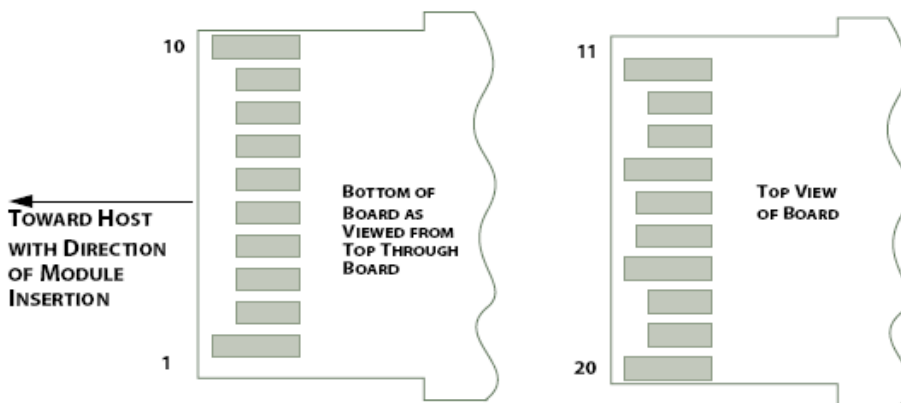 10
1
TOWARD HOST
WITH DIRECTION
OF MODULE
INSERTION
BOTTOM OF
BOARD AS
VIEWED FROM
TOP THROUGH
BOARD
11
20
TOP VIEW
OF BOARD